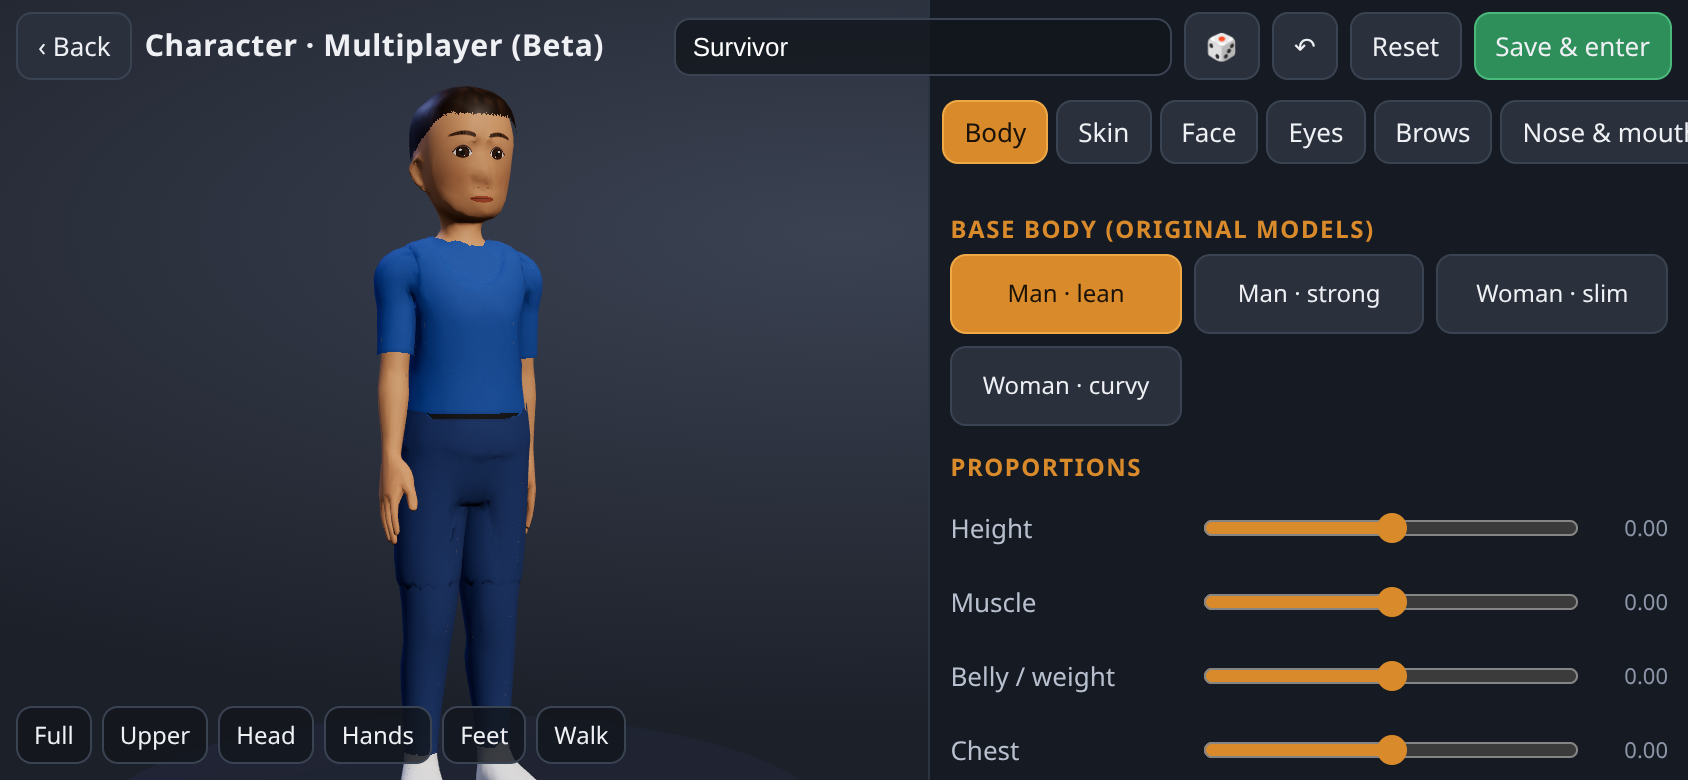 ‹ Back
Character · Multiplayer (Beta)
Survivor
↶
Reset
Save & enter
Body
Skin
Face
Eyes
Brows
Nose & mouth
BASE BODY (ORIGINAL MODELS)
Man · lean
Man · strong
Woman · slim
Woman · curvy
PROPORTIONS
Height 0.00
Muscle 0.00
Belly / weight 0.00
Chest 0.00
Full
Upper
Head
Hands
Feet
Walk